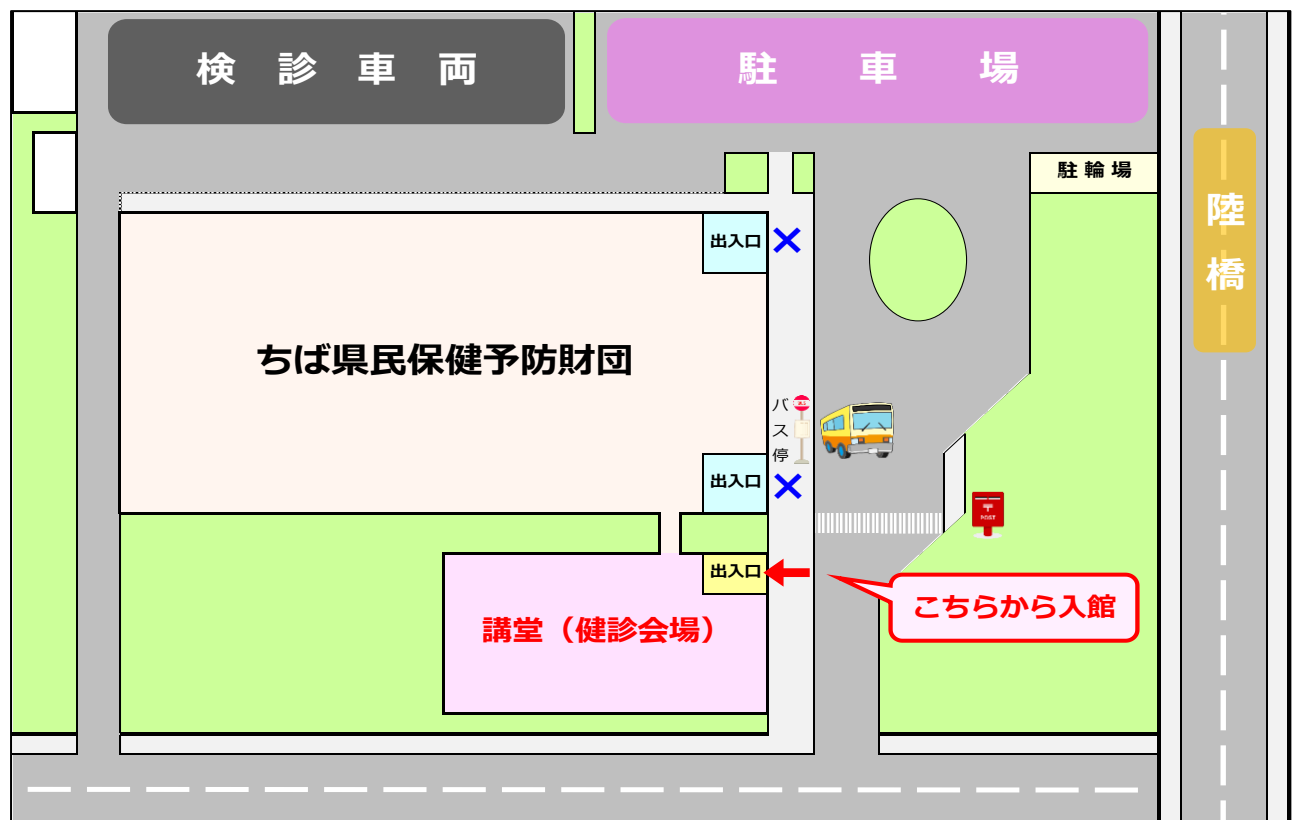 検診車両
駐車場
駐輪場
陸橋
出入口
ちば県民保健予防財団
バス停
出入口
〒
POST
出入口
こちらから入館
講堂（健診会場）